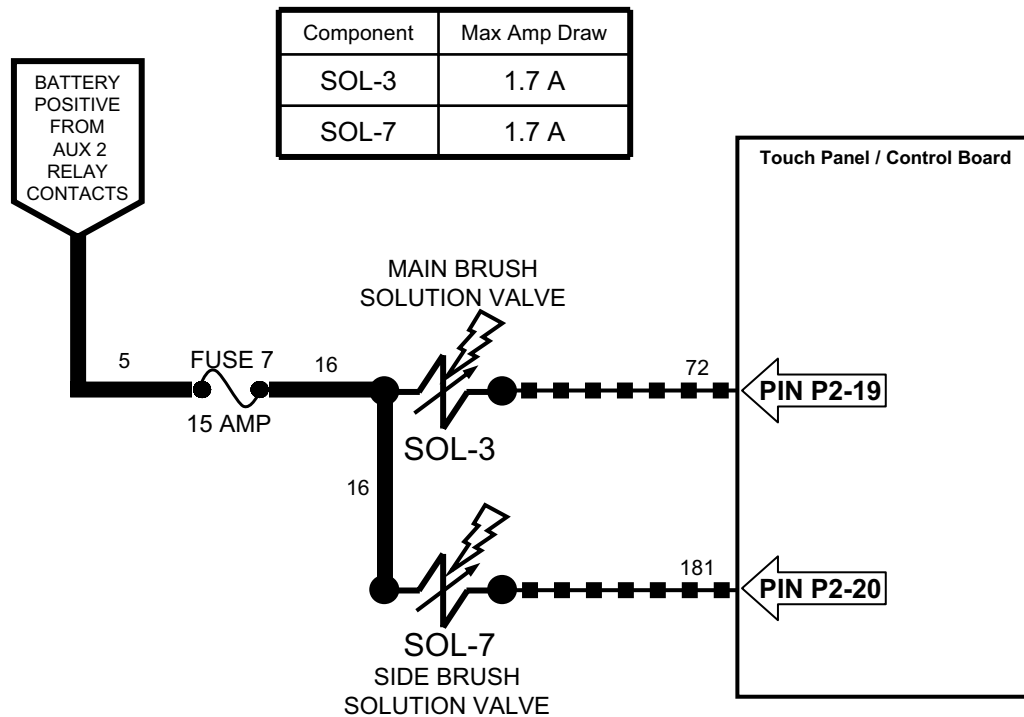 Component Max Amp Draw
SOL-3 1.7 A
SOL-7 1.7 A
BATTERY
POSITIVE
FROM
AUX 2
RELAY
CONTACTS
Touch Panel / Control Board
MAIN BRUSH
SOLUTION VALVE
5
FUSE 7
16
72
PIN P2-19
15 AMP
SOL-3
16
181
PIN P2-20
SOL-7
SIDE BRUSH
SOLUTION VALVE